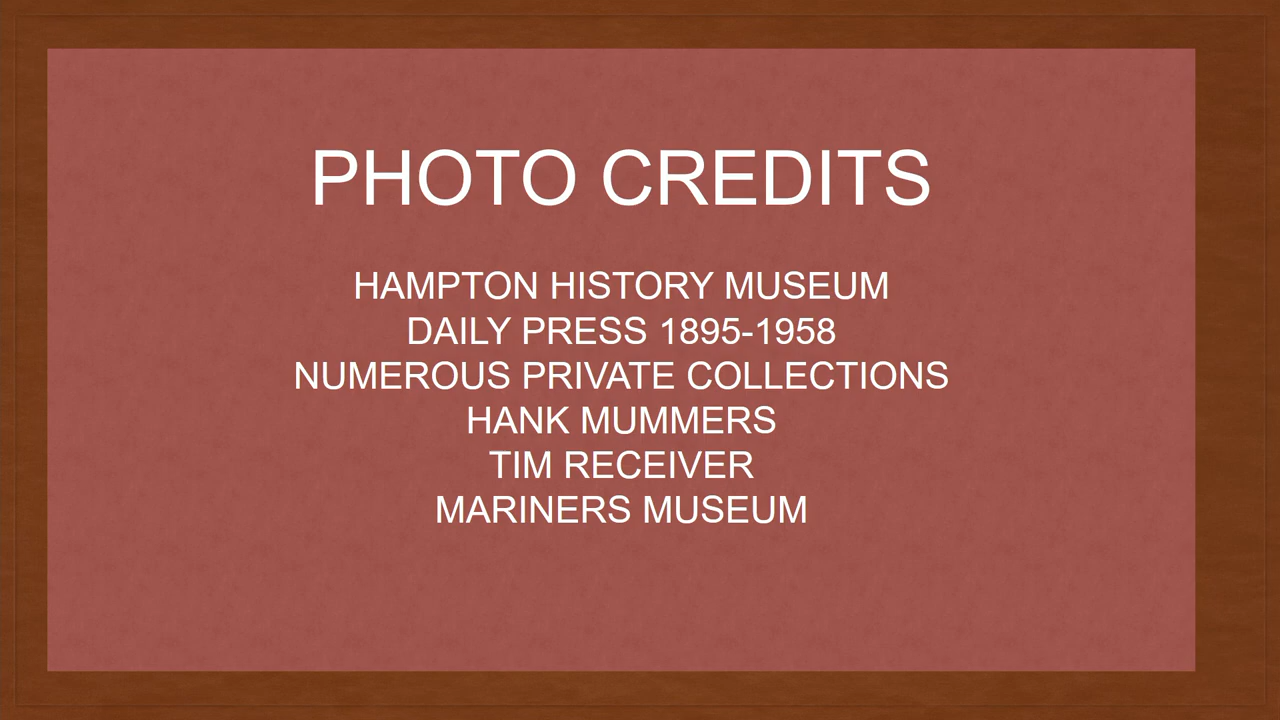 PHOTO CREDITS
HAMPTON HISTORY MUSEUM
DAILY PRESS 1895-1958
NUMEROUS PRIVATE COLLECTIONS
HANK MUMMERS
TIM RECEIVER
MARINERS MUSEUM